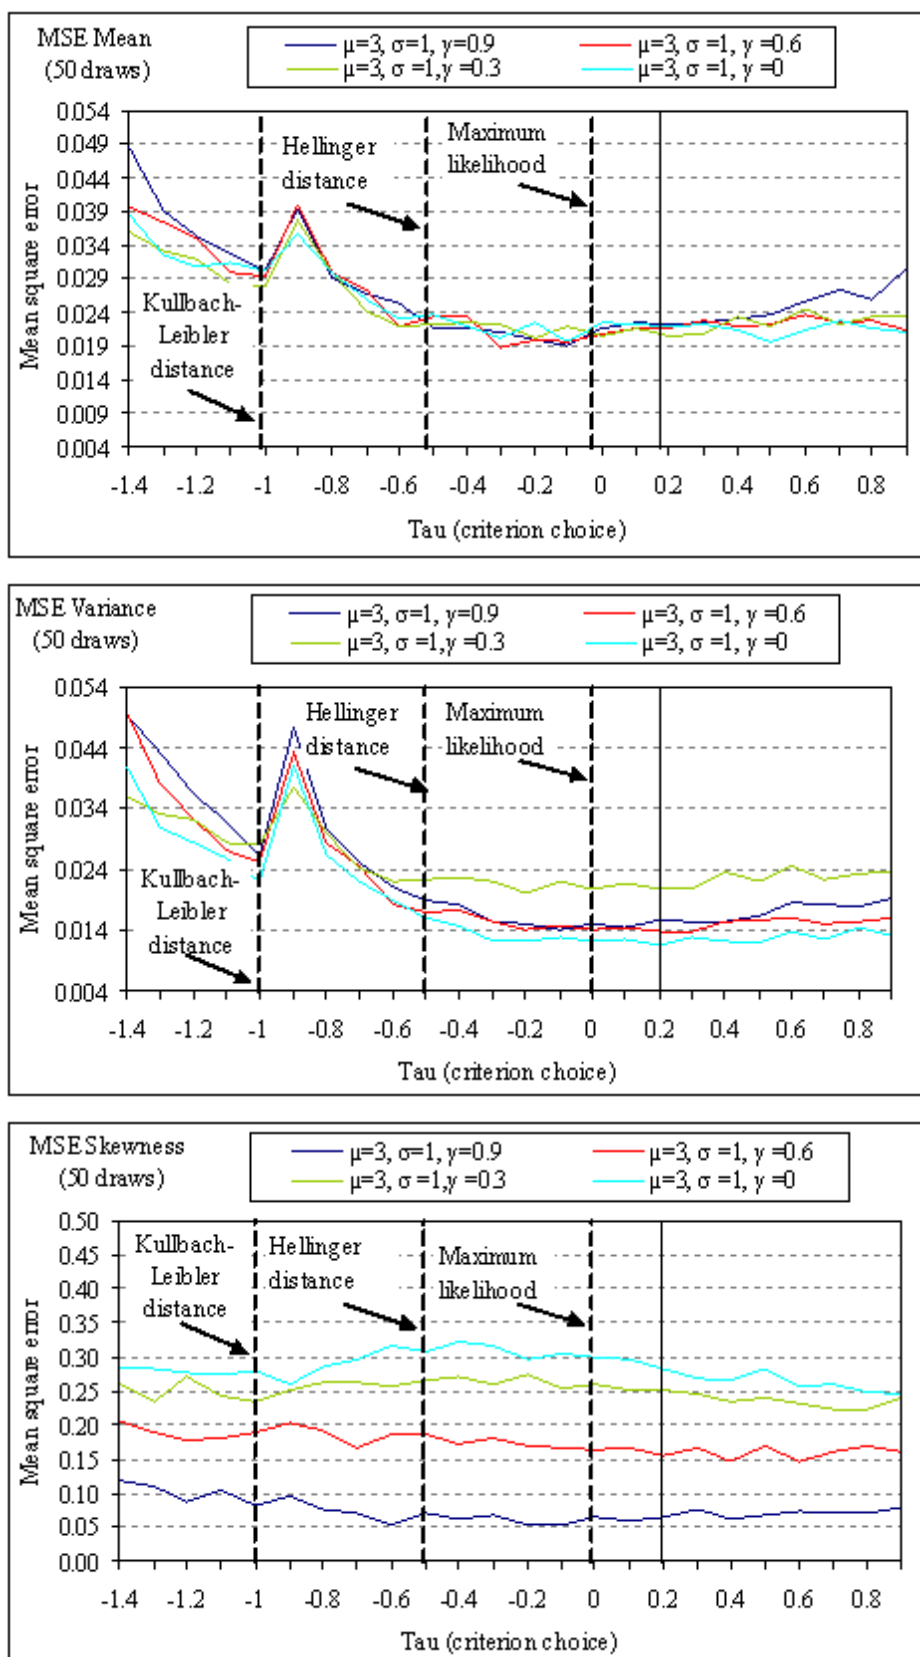 MSE Mean
(50 draws)
μ=3, σ=1, γ=0.9
μ=3, σ =1, γ =0.6
μ=3, σ =1,γ =0.3
μ=3, σ =1, γ =0
Mean square error
0.054
0.049
0.044
0.039
0.034
0.029
0.024
0.019
0.014
0.009
0.004
Hellinger
distance
Maximum
likelihood
Kullbach-
Leibler
distance
-1.4 -1.2 -1 -0.8 -0.6 -0.4 -0.2 0 0.2 0.4 0.6 0.8
Tau (criterion choice)
MSE Variance
(50 draws)
μ=3, σ=1, γ=0.9
μ=3, σ =1, γ =0.6
μ=3, σ =1,γ =0.3
μ=3, σ =1, γ =0
Mean square error
0.054
0.044
0.034
0.024
0.014
0.004
Hellinger
distance
Maximum
likelihood
Kullbach-
Leibler
distance
-1.4 -1.2 -1 -0.8 -0.6 -0.4 -0.2 0 0.2 0.4 0.6 0.8
Tau (criterion choice)
MSE Skewness
(50 draws)
μ=3, σ=1, γ=0.9
μ=3, σ =1, γ =0.6
μ=3, σ =1,γ =0.3
μ=3, σ =1, γ =0
Mean square error
0.50
0.45
0.40
0.35
0.30
0.25
0.20
0.15
0.10
0.05
0.00
Kullbach-
Leibler
distance
Hellinger
distance
Maximum
likelihood
-1.4 -1.2 -1 -0.8 -0.6 -0.4 -0.2 0 0.2 0.4 0.6 0.8
Tau (criterion choice)